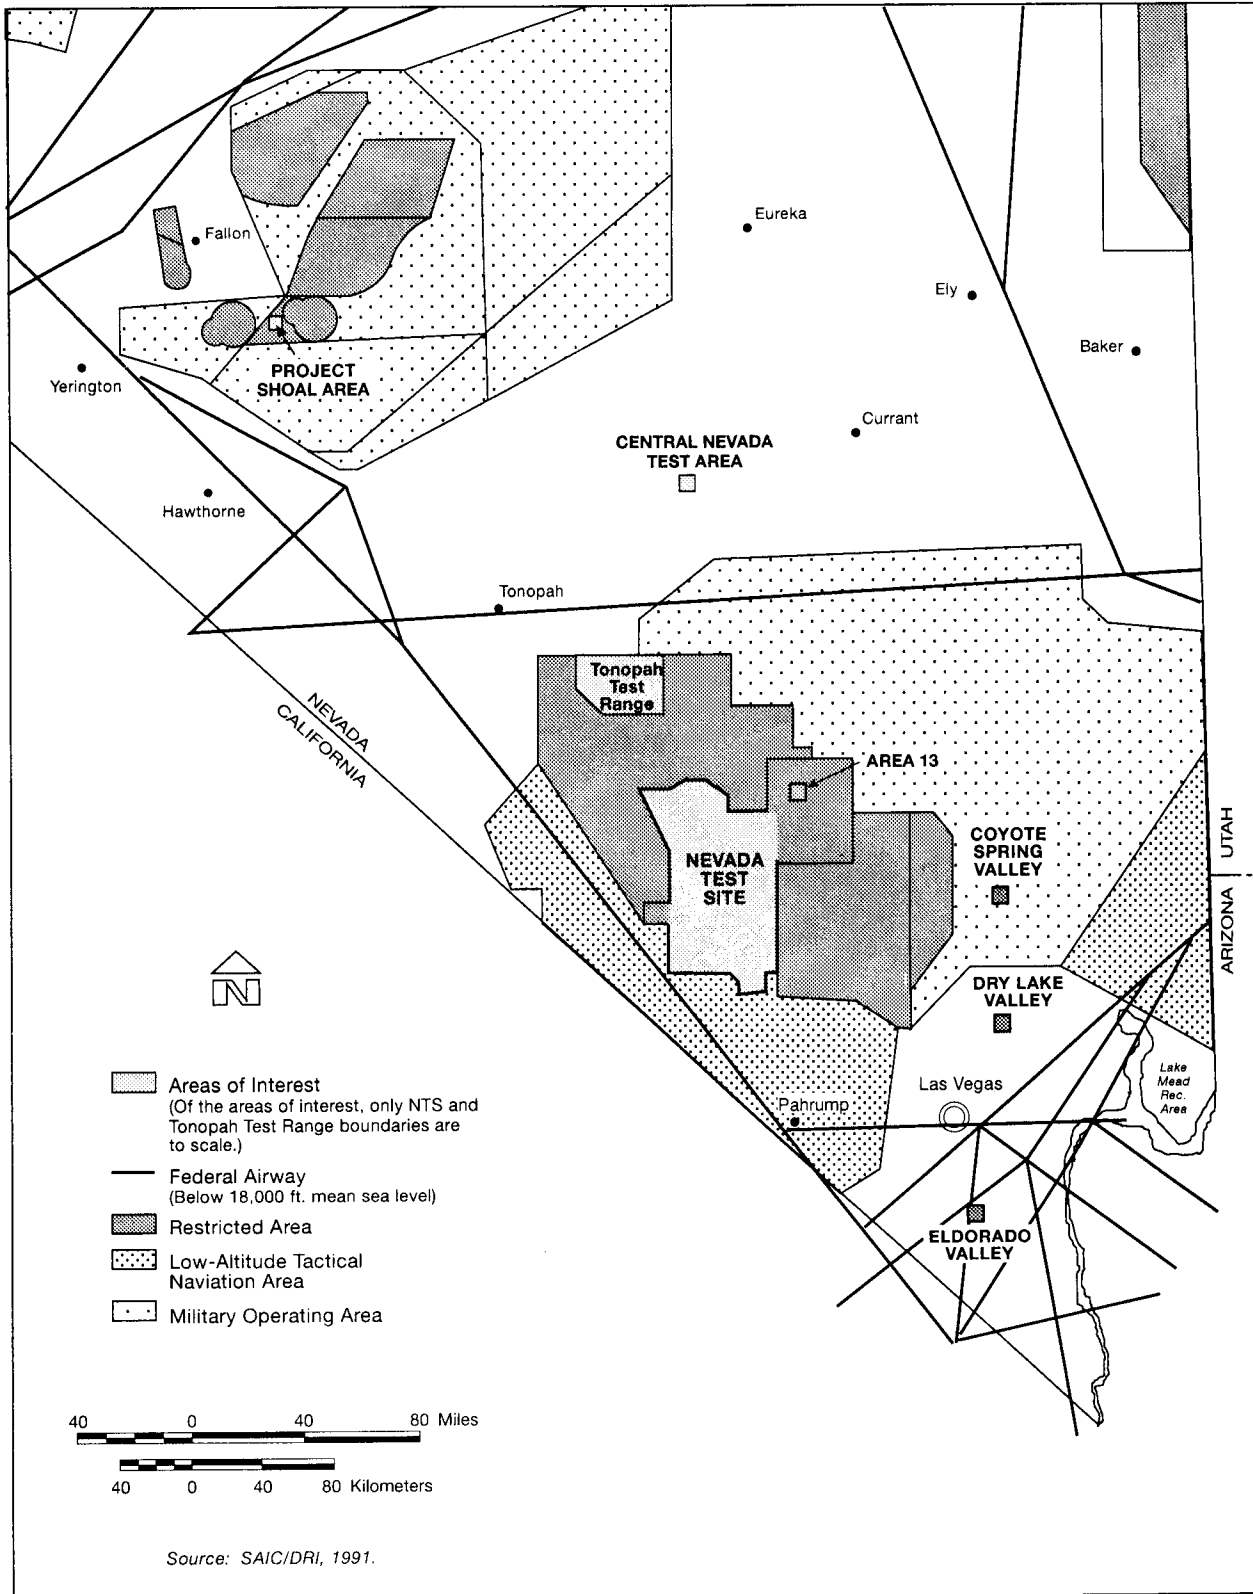 Eureka
Fallon
Ely
Baker
PROJECT
SHOAL AREA
Yerington
Currant
CENTRAL NEVADA
TEST AREA
Hawthorne
Tonopah
Tonopah
Test
Range
NEVADA
CALIFORNIA
AREA 13
UTAH
ARIZONA
COYOTE
SPRING
VALLEY
NEVADA
TEST
SITE
N
DRY LAKE
VALLEY
Lake
Mead
Rec.
Area
Las Vegas
Pahrump
ELDORADO
VALLEY
Areas of Interest
(Of the areas of interest, only NTS and
Tonopah Test Range boundaries are
to scale.)
Federal Airway
(Below 18,000 ft. mean sea level)
Restricted Area
Low-Altitude Tactical
Naviation Area
Military Operating Area
40 0 40 80 Miles
40 0 40 80 Kilometers
Source: SAIC/DRI, 1991.